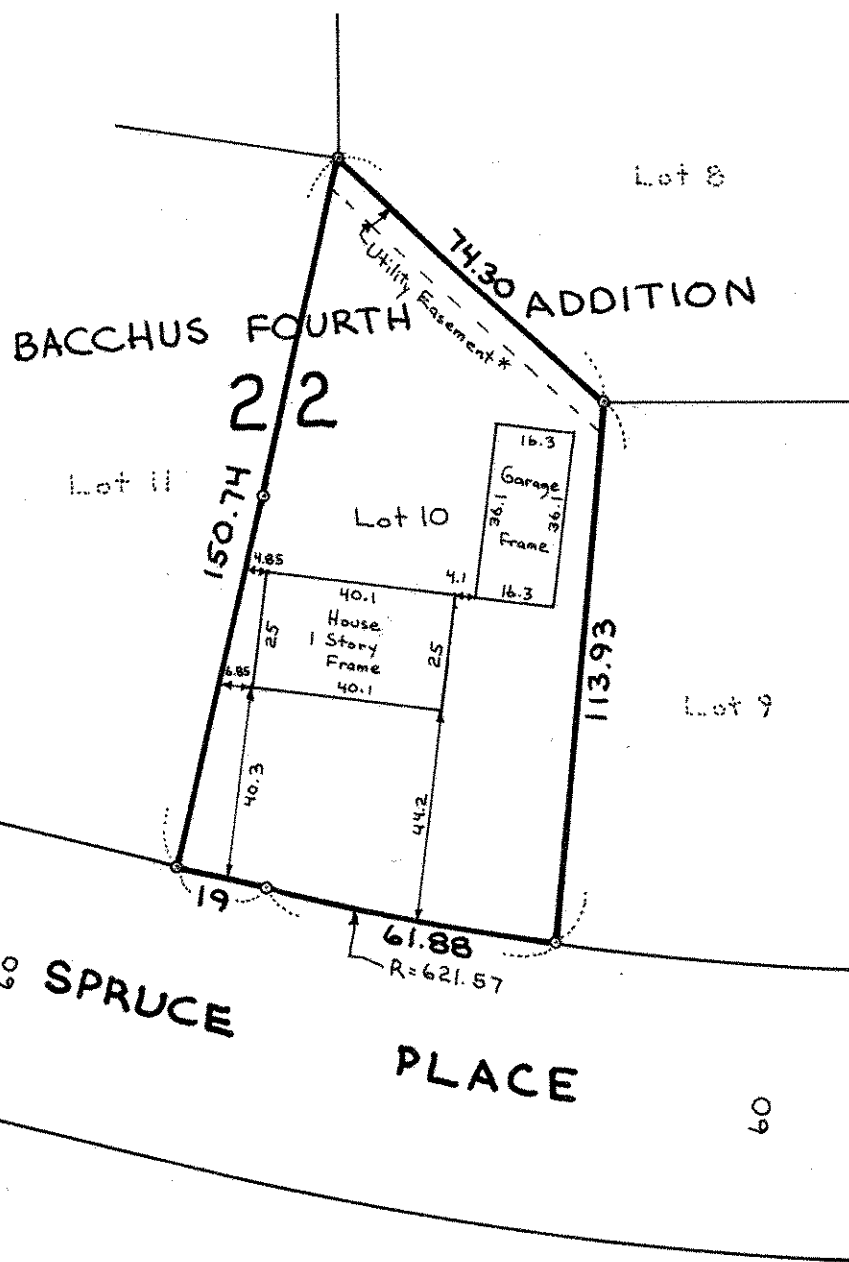 Lot 8
74.30
Utility Easement *
BACCHUS FOURTH ADDITION
22
16.3
Lot 11
150.74
Garage
36.1
36.1
Lot 10
Frame
4.85
4.1
16.3
40.1
House
25
1 Story
25
Frame
6.85
40.1
113.93
Lot 9
40.3
44.2
19
61.88
R=621.57
60
SPRUCE PLACE
60